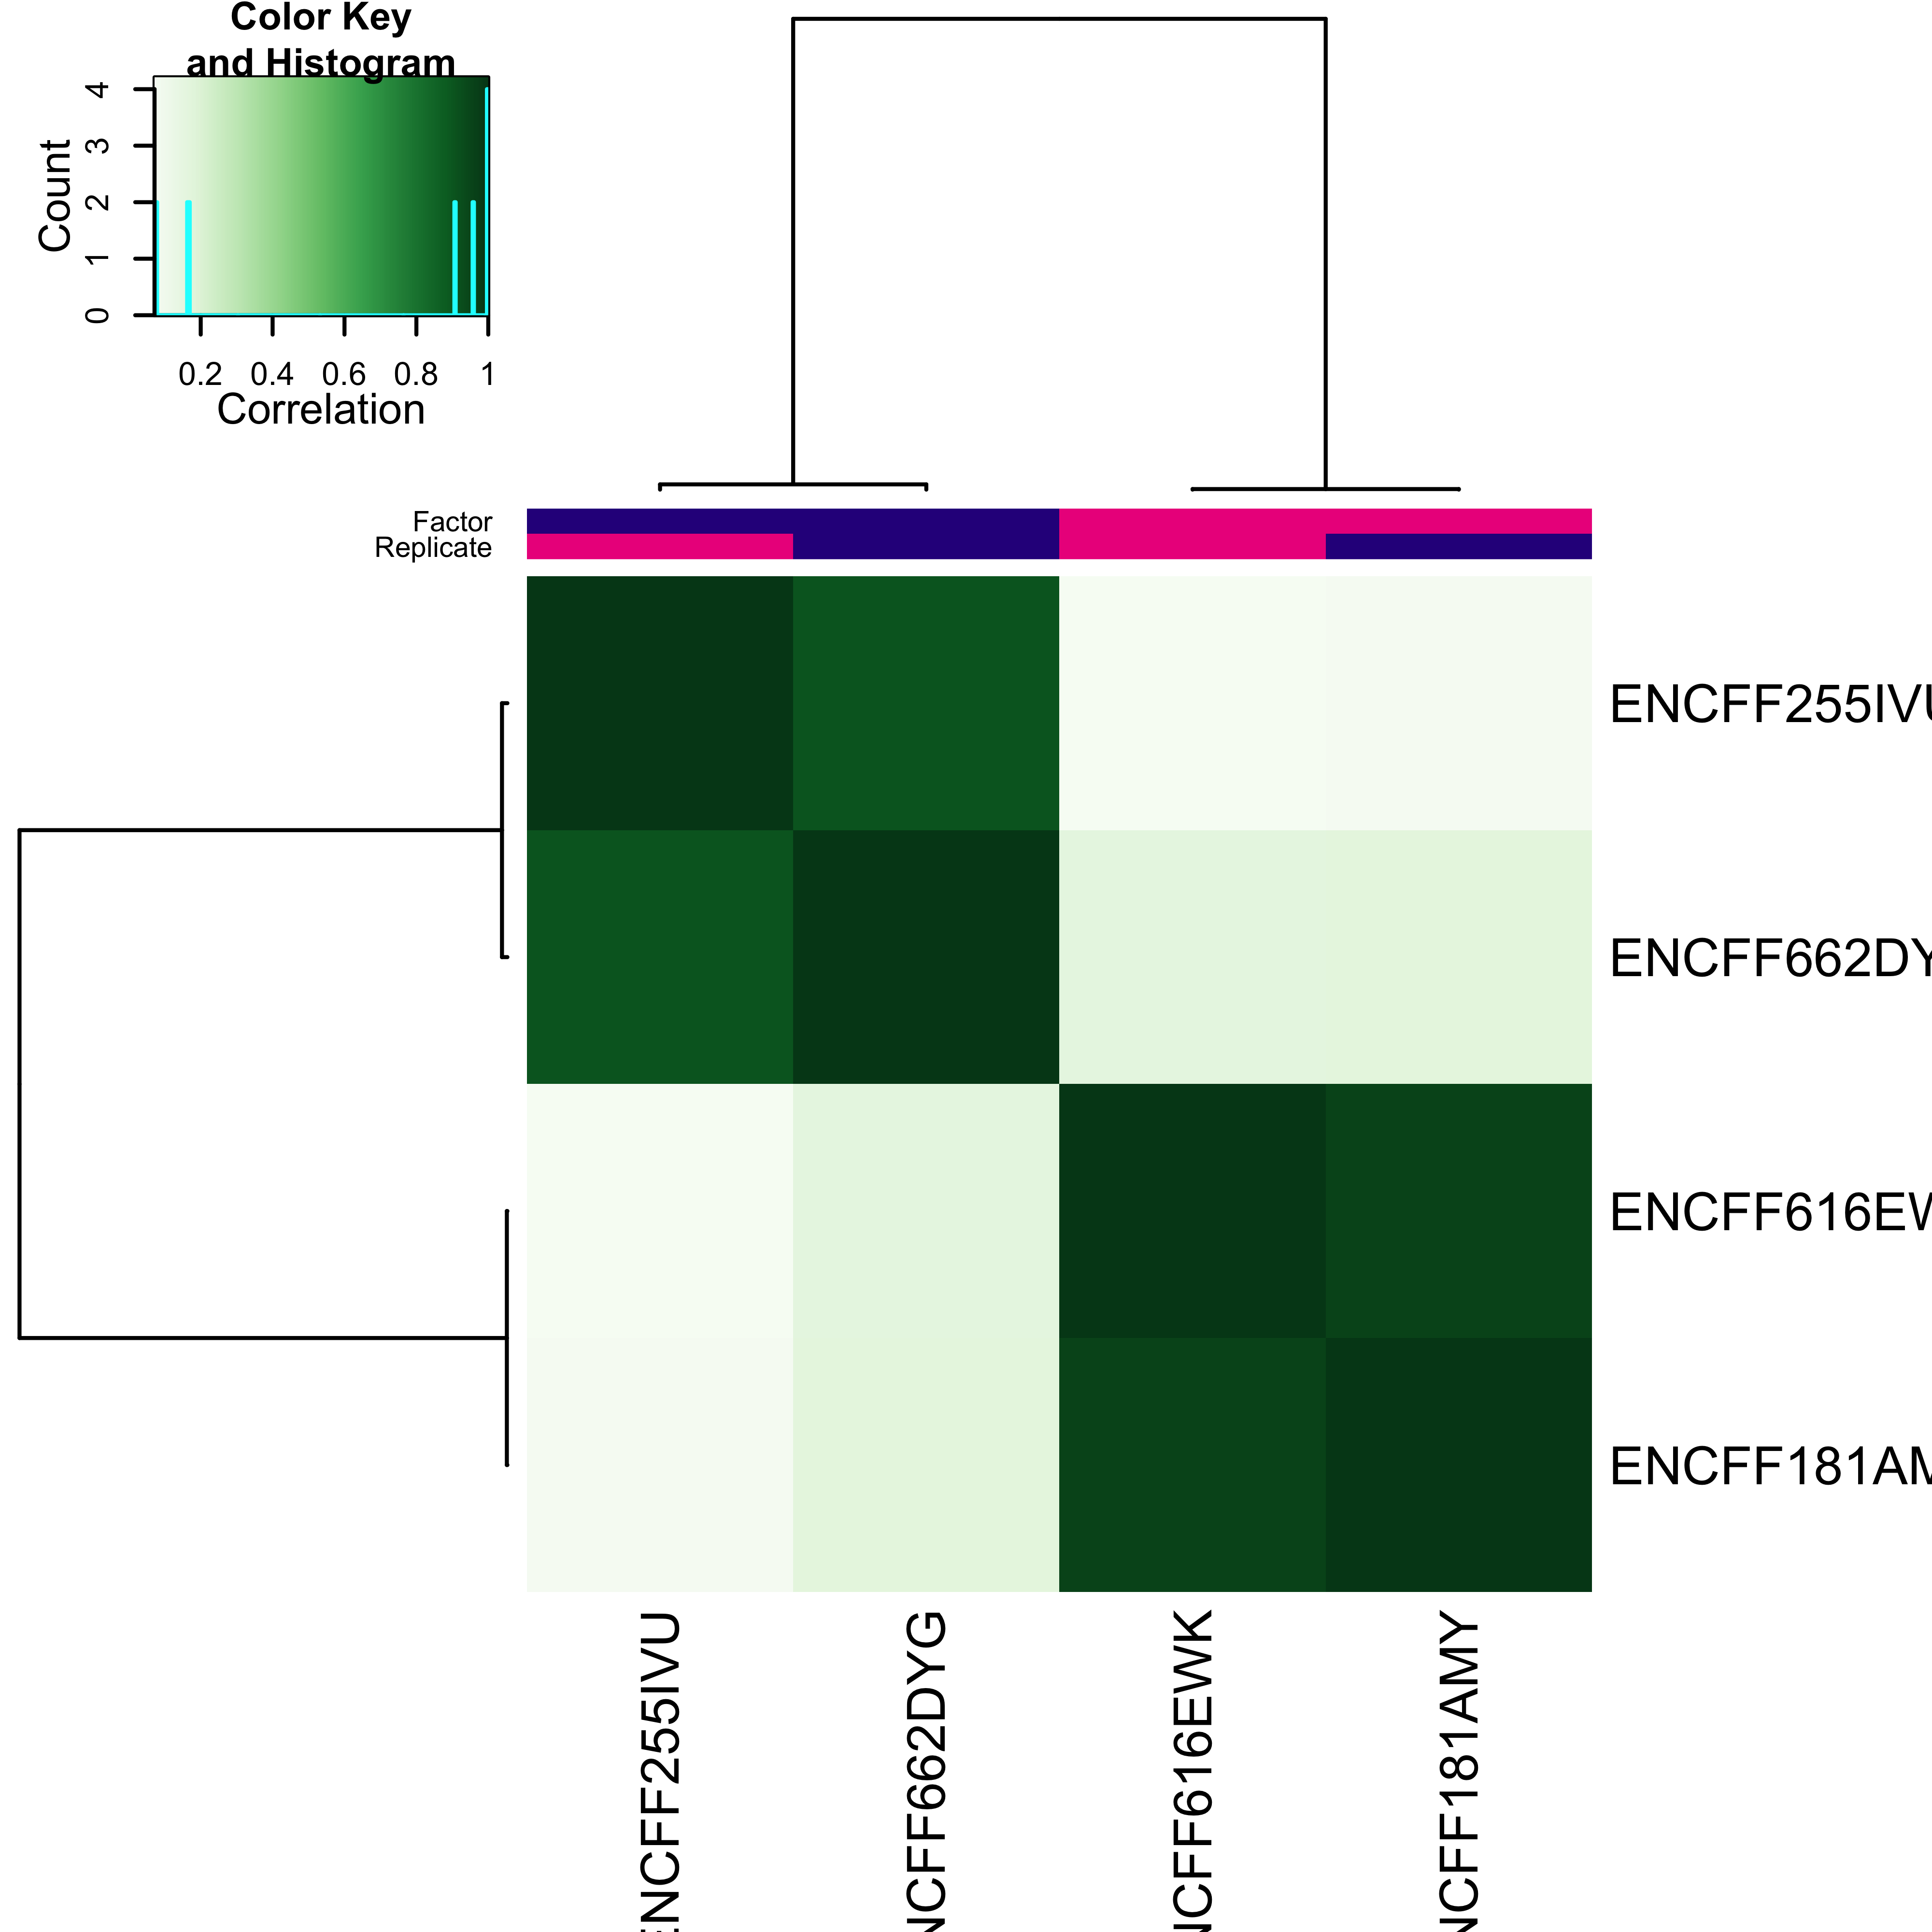 Color Key
and Histogram
Count
0 1 2 3 4
0.2 0.4 0.6 0.8 1
Correlation
Factor
Replicate
ENCFF255IVU
ENCFF662DY
ENCFF616EW
ENCFF181AM
ENCFF255IVU
NCFF662DYG
NCFF616EWK
NCFF181AMY